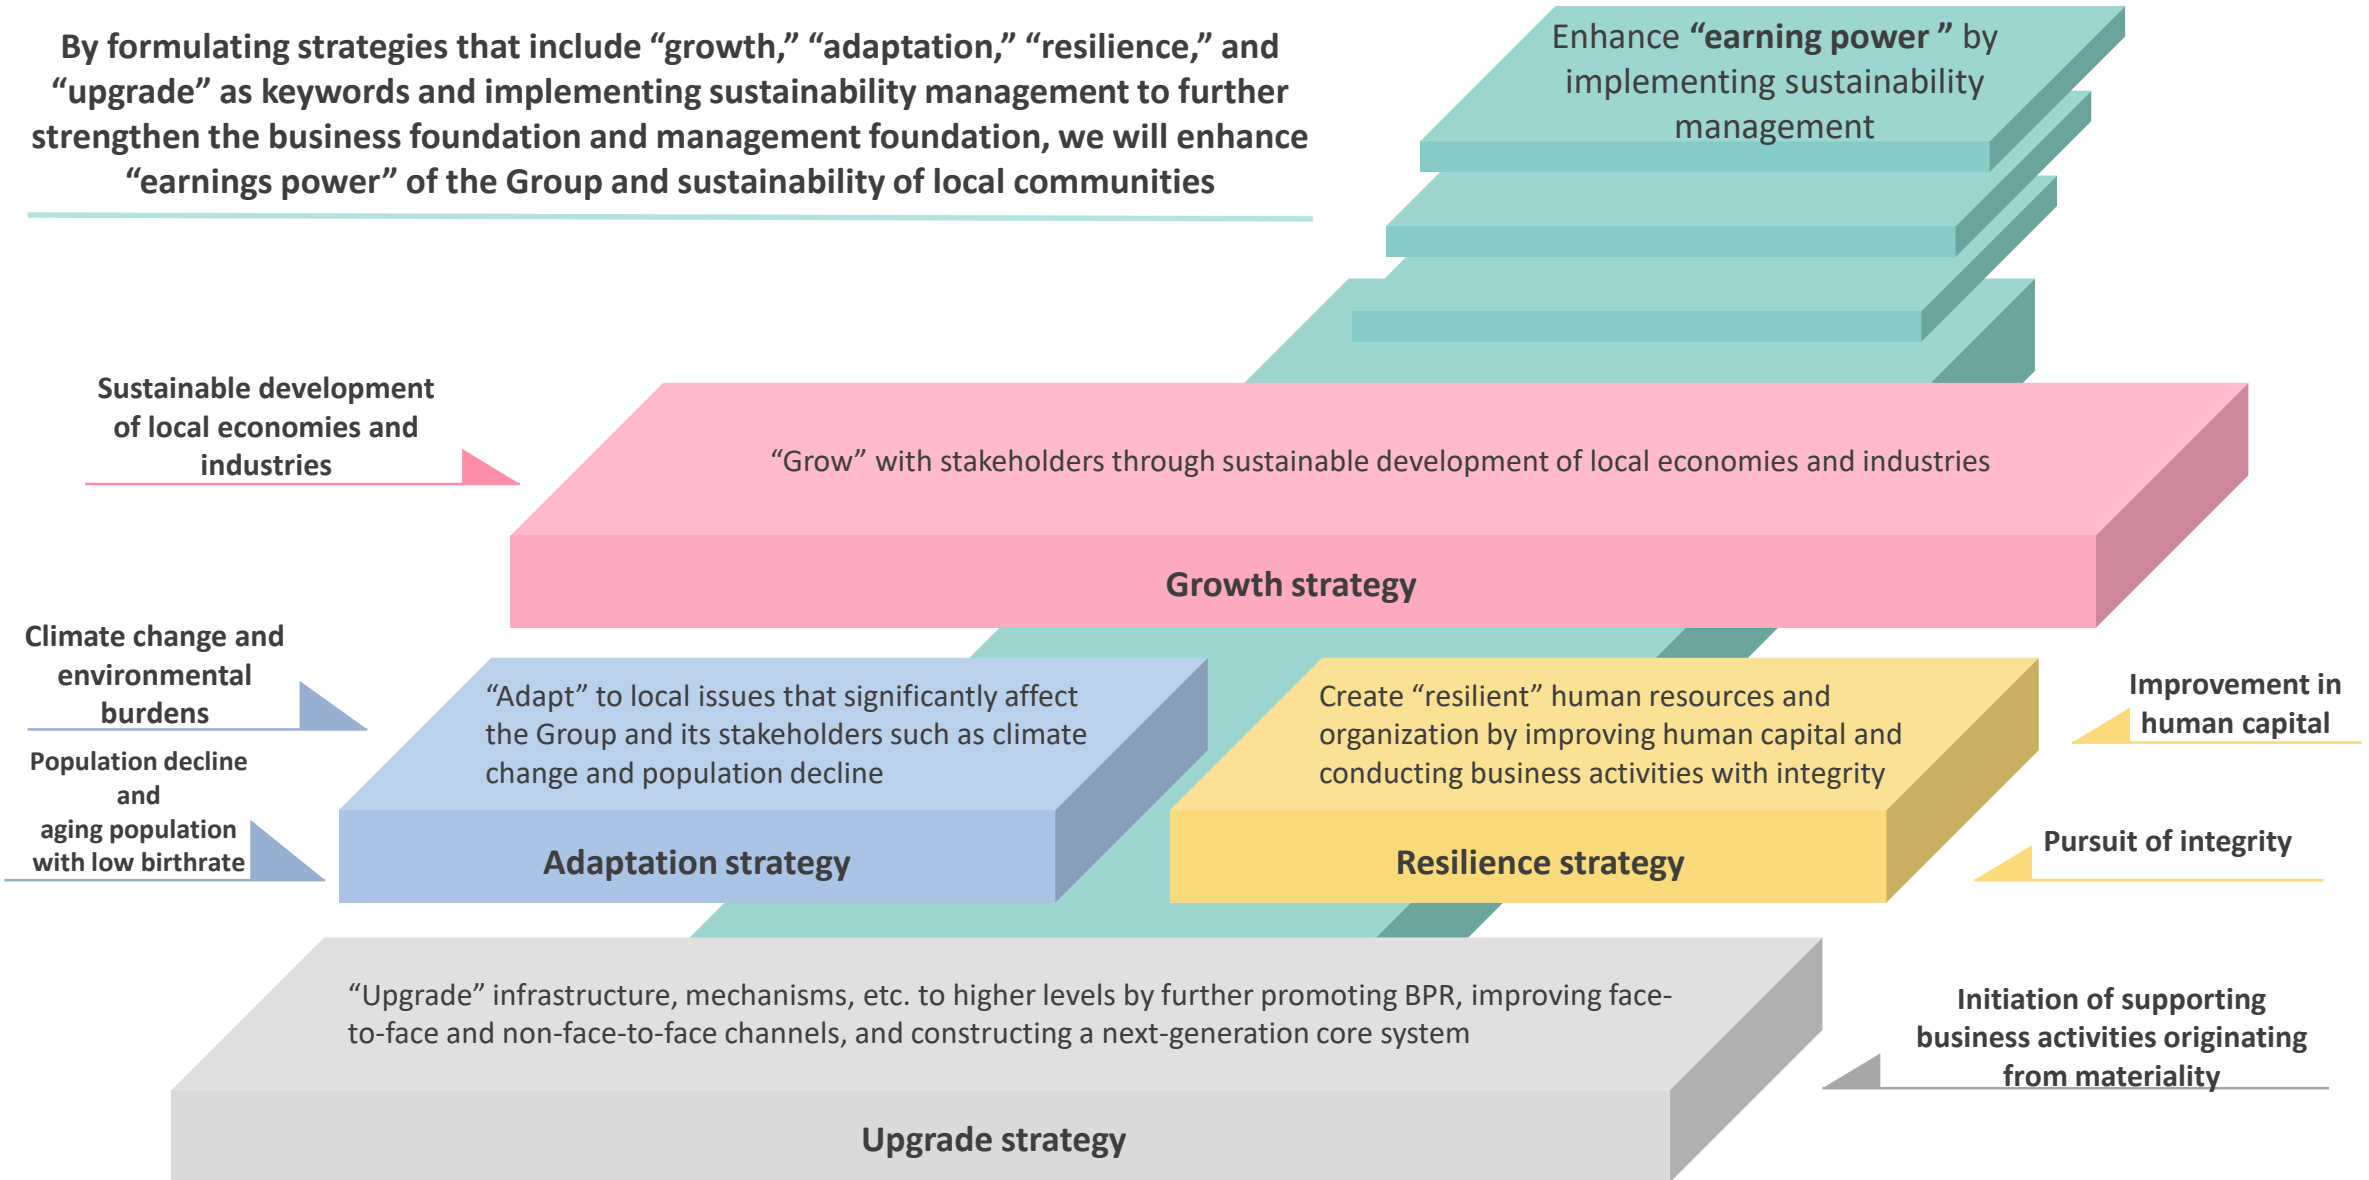 By formulating strategies that include “growth,” “adaptation,” “resilience,” and
“upgrade” as keywords and implementing sustainability management to further
strengthen the business foundation and management foundation, we will enhance
“earnings power” of the Group and sustainability of local communities
Enhance “earning power ” by
implementing sustainability
management
Sustainable development
of local economies and
industries
“Grow” with stakeholders through sustainable development of local economies and industries
Growth strategy
Climate change and
environmental
burdens
Population decline
and
aging population
with low birthrate
“Adapt” to local issues that significantly affect
the Group and its stakeholders such as climate
change and population decline
Adaptation strategy
Create “resilient” human resources and
organization by improving human capital and
conducting business activities with integrity
Resilience strategy
Improvement in
human capital
Pursuit of integrity
“Upgrade” infrastructure, mechanisms, etc. to higher levels by further promoting BPR, improving face-
to-face and non-face-to-face channels, and constructing a next-generation core system
Upgrade strategy
Initiation of supporting
business activities originating
from materiality